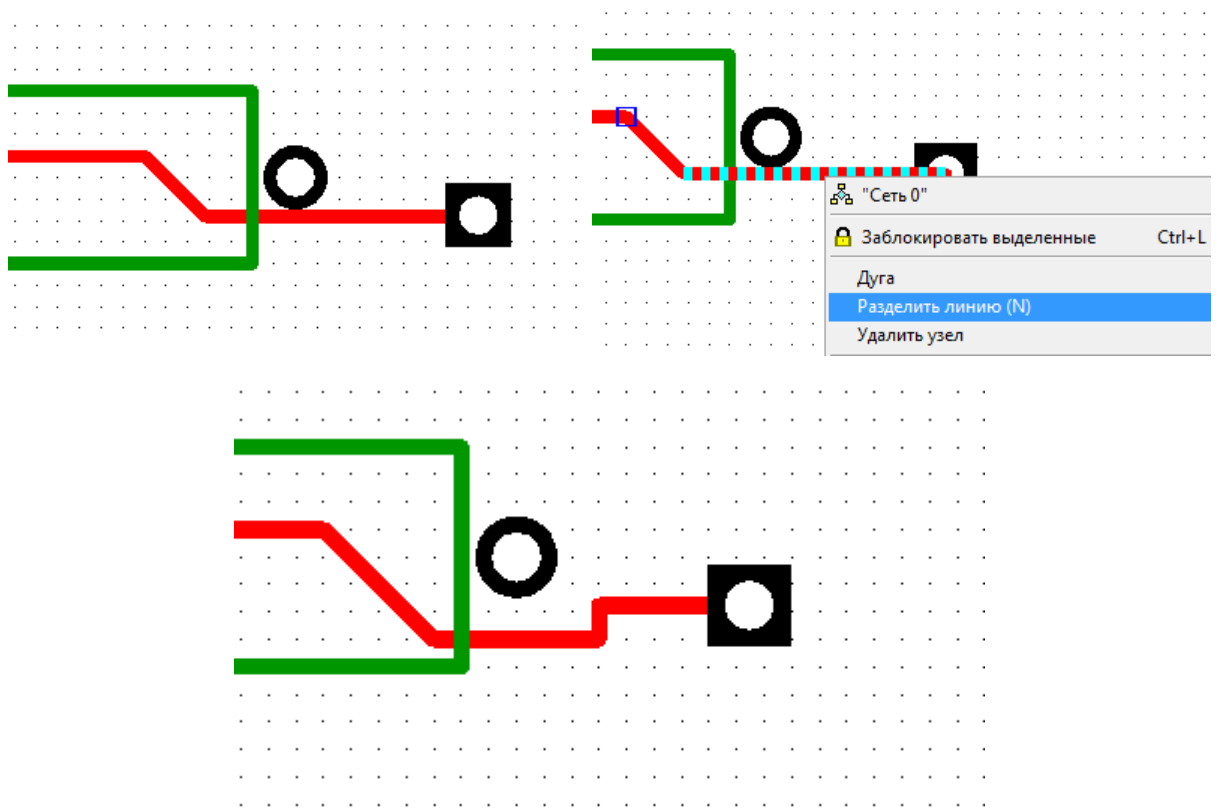 "Сеть 0"
Заблокировать выделенные Ctrl+L
Дуга
Разделить линию (N)
Удалить узел